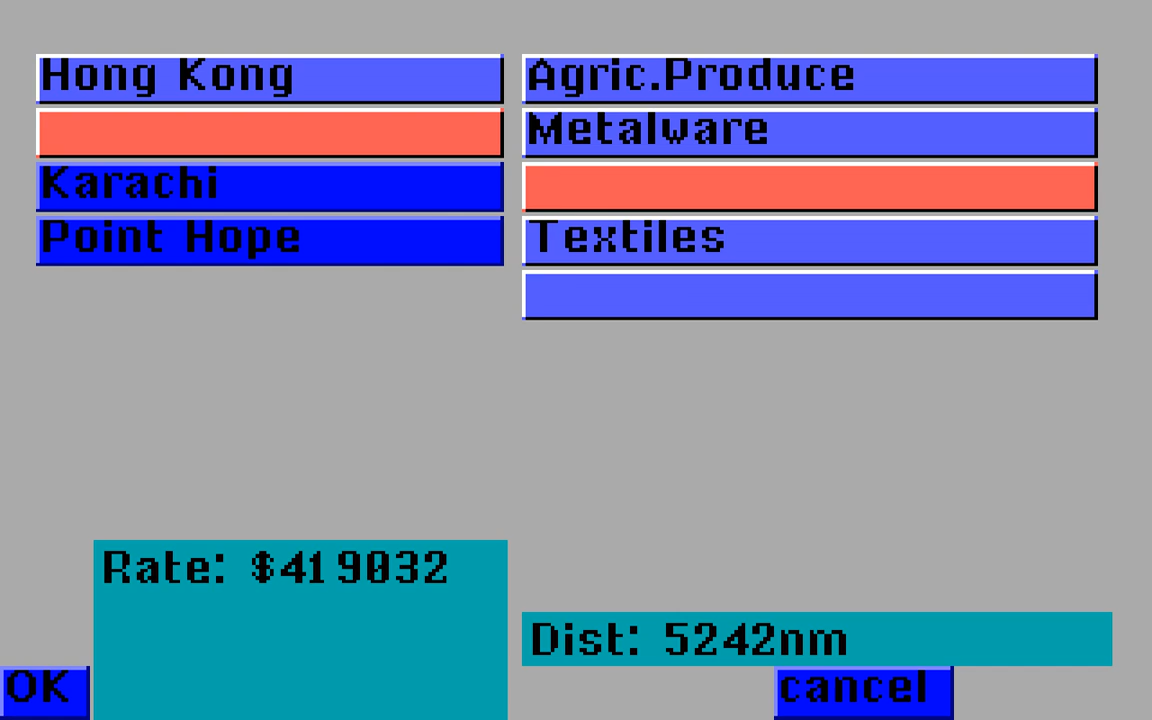 Hong Kong
Karachi
Point Hope
Agric.Produce
Metalware
Textiles
Rate: $419032
Dist: 5242nm
OK
cancel